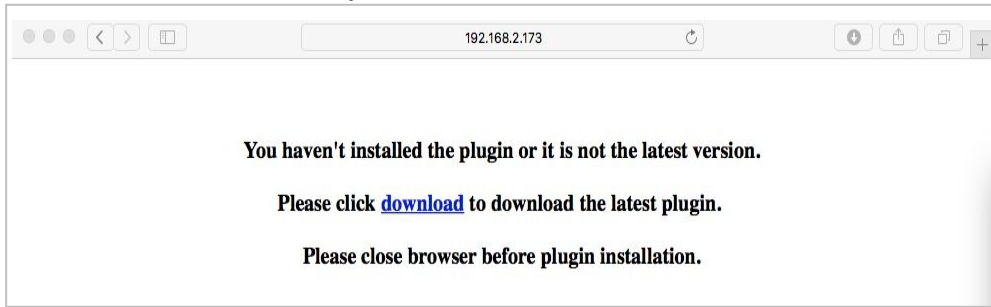 192.168.2.173
You haven't installed the plugin or it is not the latest version.
Please click download to download the latest plugin.
Please close browser before plugin installation.